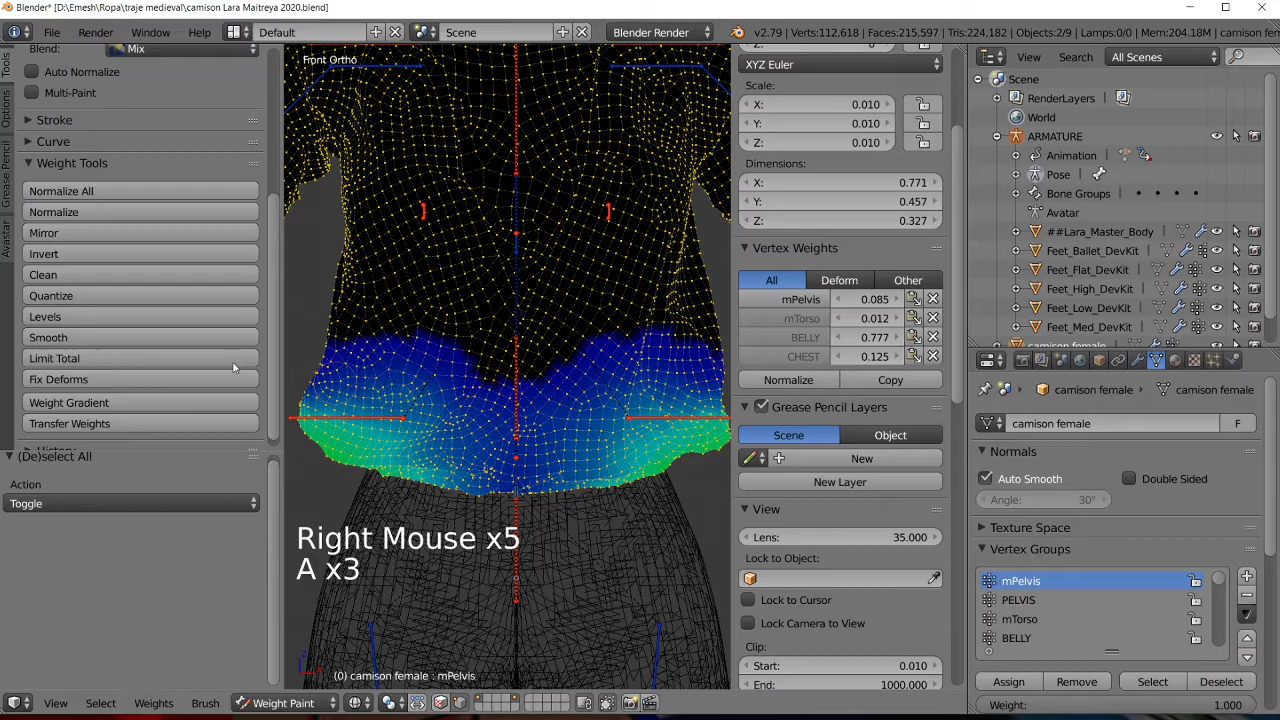 Blender* [D:\Emesh\Ropa\traje medieval\camison Lara Maitreya 2020.blend]
File Render Window Help Default Scene Blender Render v2.79 | Verts:112,618 | Faces:215,597 | Tris:224,182 | Objects:2/9 | Lamps:0/0 | Mem:204.18M | camison fem
Blend: Mix
Auto Normalize
Multi-Paint
Stroke
Curve
Weight Tools
Normalize All
Normalize
Mirror
Invert
Clean
Quantize
Levels
Smooth
Limit Total
Fix Deforms
Weight Gradient
Transfer Weights
(De)select All
Action
Toggle
Tools
Options
Grease Pencil
Avastar
Front Ortho
Right Mouse x5
A x3
(0) camison female : mPelvis
View Select Weights Brush Weight Paint
Z: 0
XYZ Euler
Scale:
X: 0.010
Y: 0.010
Z: 0.010
Dimensions:
X: 0.771
Y: 0.457
Z: 0.327
Vertex Weights
All Deform Other
mPelvis 0.085
mTorso 0.012
BELLY 0.777
CHEST 0.125
Normalize Copy
Grease Pencil Layers
Scene Object
New
New Layer
View
Lens: 35.000
Lock to Object:
Lock to Cursor
Lock Camera to View
Clip:
Start: 0.010
End: 1000.000
View Search All Scenes
Scene
RenderLayers
World
ARMATURE
Animation
Pose
Bone Groups
Avatar
##Lara_Master_Body
Feet_Ballet_DevKit
Feet_Flat_DevKit
Feet_High_DevKit
Feet_Low_DevKit
Feet_Med_DevKit
camison female
camison female camison female
camison female F
Normals
Auto Smooth Double Sided
Angle: 30°
Texture Space
Vertex Groups
mPelvis
PELVIS
mTorso
BELLY
Assign Remove Select Deselect
Weight: 1.000